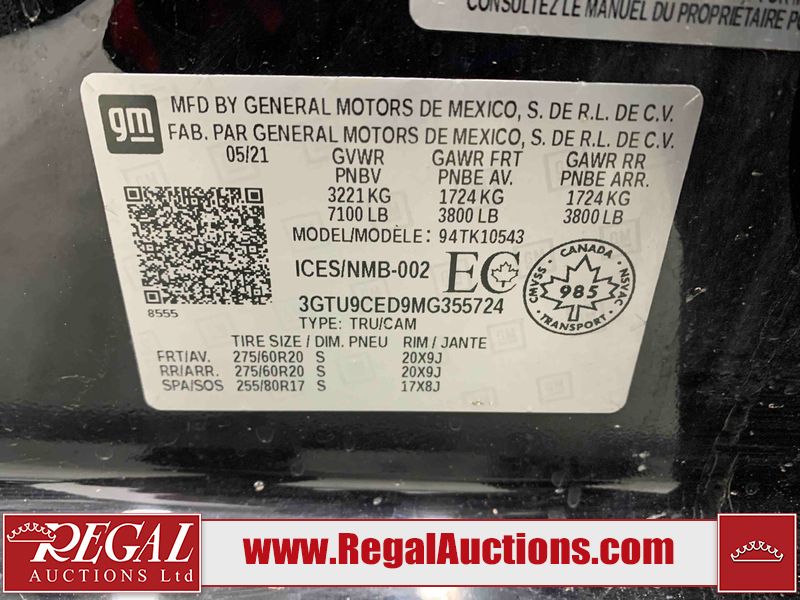 CONSULTEZ LE MANUEL DU PROPRIÉTAIRE
gm
MFD BY GENERAL MOTORS DE MEXICO, S. DE R.L. DE C.V.
FAB. PAR GENERAL MOTORS DE MEXICO, S. DE R.L. DE C.V.
05/21 GVWR GAWR FRT GAWR RR
PNBV PNBE AV. PNBE ARR.
3221 KG 1724 KG 1724 KG
7100 LB 3800 LB 3800 LB
MODEL/MODÈLE: 94TK10543
ICES/NMB-002 EC
CANADA
CMVSS 985 NSVAC
TRANSPORT
8555
3GTU9CED9MG355724
TYPE: TRU/CAM
TIRE SIZE / DIM. PNEU RIM / JANTE
FRT/AV. 275/60R20 S 20X9J
RR/ARR. 275/60R20 S 20X9J
SPA/SOS 255/80R17 S 17X8J
REGAL
AUCTIONS Ltd
www.RegalAuctions.com